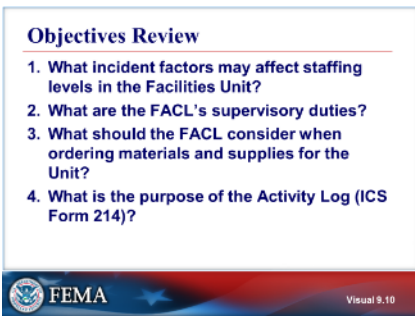 Objectives Review
1. What incident factors may affect staffing
levels in the Facilities Unit?
2. What are the FACL's supervisory duties?
3. What should the FACL consider when
ordering materials and supplies for the
Unit?
4. What is the purpose of the Activity Log (ICS
Form 214)?
FEMA
Visual 9.10